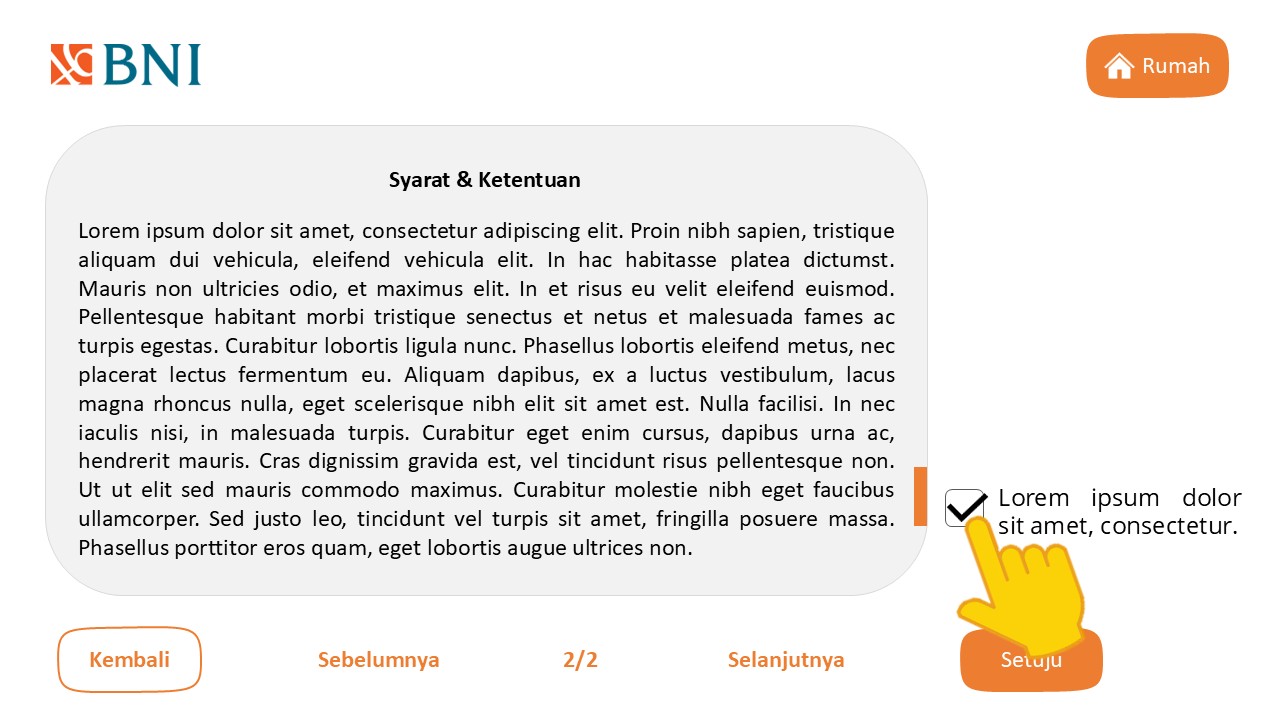 BNI
Rumah
Syarat & Ketentuan
Lorem ipsum dolor sit amet, consectetur adipiscing elit. Proin nibh sapien, tristique
aliquam dui vehicula, eleifend vehicula elit. In hac habitasse platea dictumst.
Mauris non ultricies odio, et maximus elit. In et risus eu velit eleifend euismod.
Pellentesque habitant morbi tristique senectus et netus et malesuada fames ac
turpis egestas. Curabitur lobortis ligula nunc. Phasellus lobortis eleifend metus, nec
placerat lectus fermentum eu. Aliquam dapibus, ex a luctus vestibulum, lacus
magna rhoncus nulla, eget scelerisque nibh elit sit amet est. Nulla facilisi. In nec
iaculis nisi, in malesuada turpis. Curabitur eget enim cursus, dapibus urna ac,
hendrerit mauris. Cras dignissim gravida est, vel tincidunt risus pellentesque non.
Ut ut elit sed mauris commodo maximus. Curabitur molestie nibh eget faucibus
ullamcorper. Sed justo leo, tincidunt vel turpis sit amet, fringilla posuere massa.
Phasellus porttitor eros quam, eget lobortis augue ultrices non.
Lorem ipsum dolor
sit amet, consectetur.
Kembali
Sebelumnya
2/2
Selanjutnya
Setuju